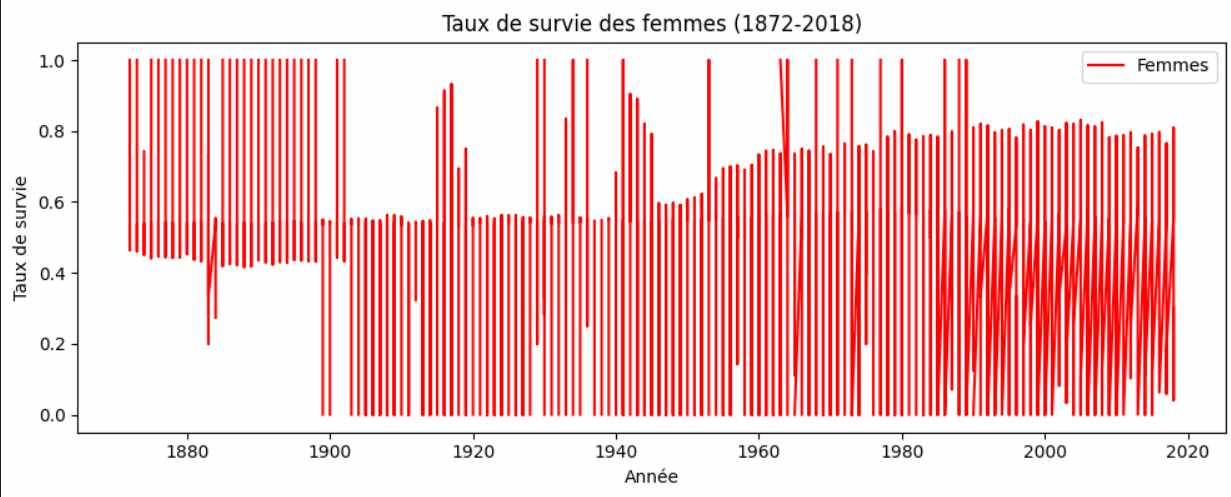 Taux de survie des femmes (1872-2018)
Femmes
Taux de survie
1.0
0.8
0.6
0.4
0.2
0.0
1880 1900 1920 1940 1960 1980 2000 2020
Année